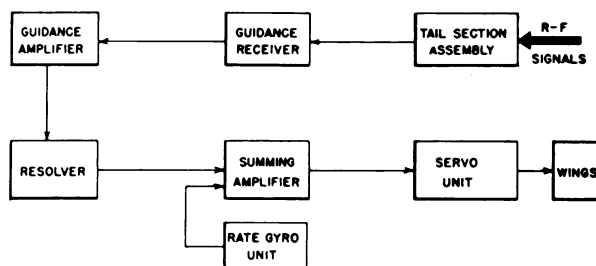 GUIDANCE
AMPLIFIER
GUIDANCE
RECEIVER
TAIL SECTION
ASSEMBLY
R-F
SIGNALS
RESOLVER
SUMMING
AMPLIFIER
SERVO
UNIT
WINGS
RATE GYRO
UNIT